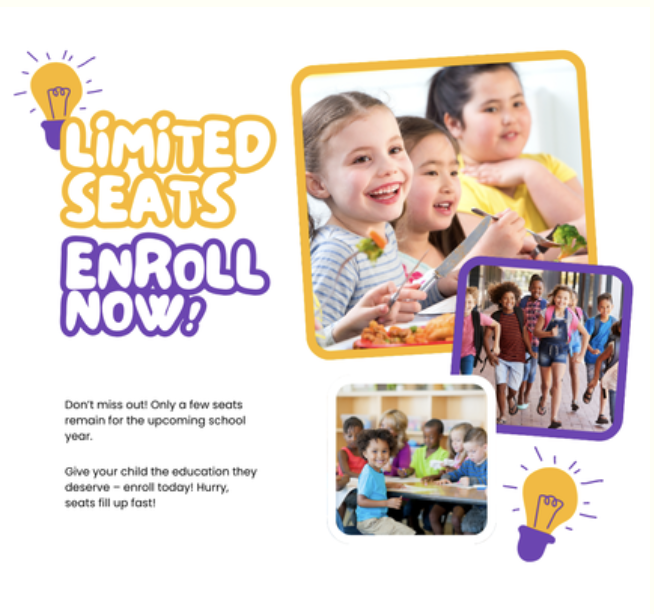 LiMiTED
SEATS
ENROLL
NOW!
Don't miss out! Only a few seats
remain for the upcoming school
year.
Give your child the education they
deserve – enroll today! Hurry,
seats fill up fast!